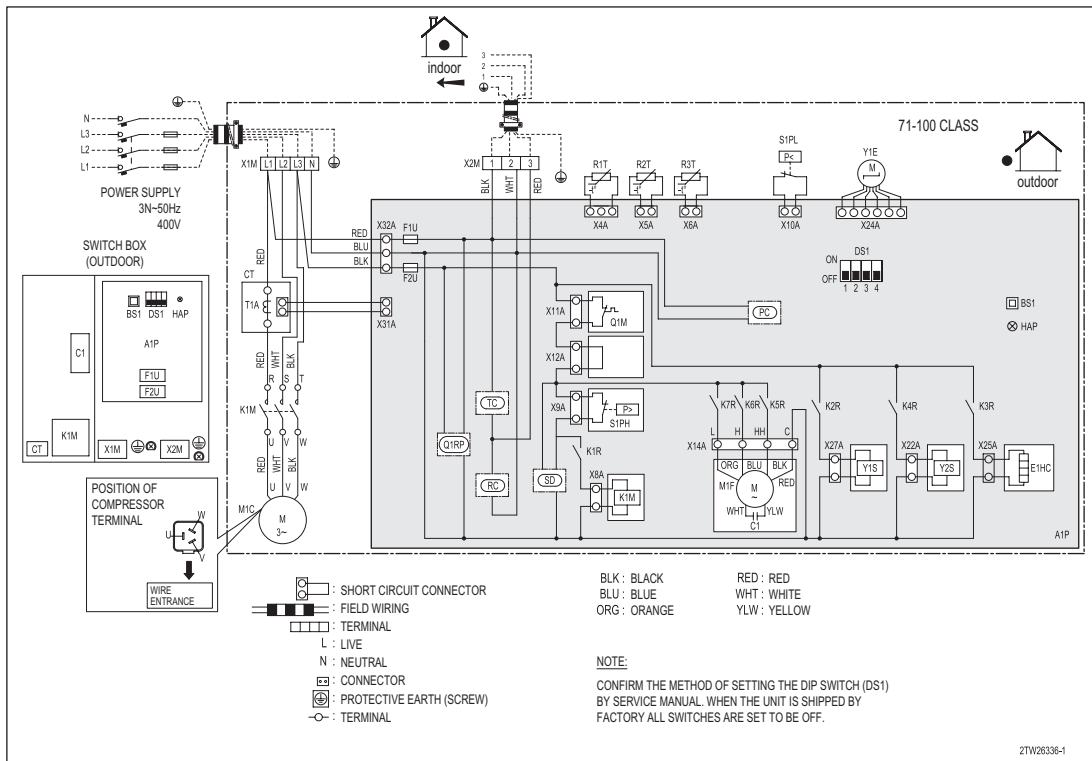 indoor
3
2
1
N
L3
L2
L1
X1M L1 L2 L3 N
X2M 1 2 3
71-100 CLASS
outdoor
POWER SUPPLY
3N~50Hz
400V
BLK
WHT
RED
R1T
R2T
R3T
X4A
X5A
X6A
S1PL
P<
X10A
Y1E
M
X24A
SWITCH BOX
(OUTDOOR)
BS1 DS1 HAP
C1
A1P
F1U
F2U
K1M
CT
X1M
X2M
RED
RED
BLU
BLK
X32A
F1U
F2U
CT
T1A
X31A
DS1
ON
OFF
1 2 3 4
BS1
HAP
X11A
Q1M
PC
X12A
RED
WHT
BLK
R
S
T
K1M
U
V
W
TC
X9A
P>
S1PH
K7R
K6R
K5R
K2R
K4R
K3R
Q1RP
K1R
L
H
HH
C
X14A
X27A
X22A
X25A
RED
WHT
BLK
RC
SD
X8A
K1M
ORG
BLU
BLK
RED
M1F
M
~
WHT
YLW
C1
Y1S
Y2S
E1HC
U
V
W
M1C
M
3~
A1P
POSITION OF
COMPRESSOR
TERMINAL
W
U
V
WIRE
ENTRANCE
: SHORT CIRCUIT CONNECTOR
: FIELD WIRING
: TERMINAL
L : LIVE
N : NEUTRAL
: CONNECTOR
: PROTECTIVE EARTH (SCREW)
: TERMINAL
BLK : BLACK
BLU : BLUE
ORG : ORANGE
RED : RED
WHT : WHITE
YLW : YELLOW
NOTE:
CONFIRM THE METHOD OF SETTING THE DIP SWITCH (DS1)
BY SERVICE MANUAL. WHEN THE UNIT IS SHIPPED BY
FACTORY ALL SWITCHES ARE SET TO BE OFF.
2TW26336-1